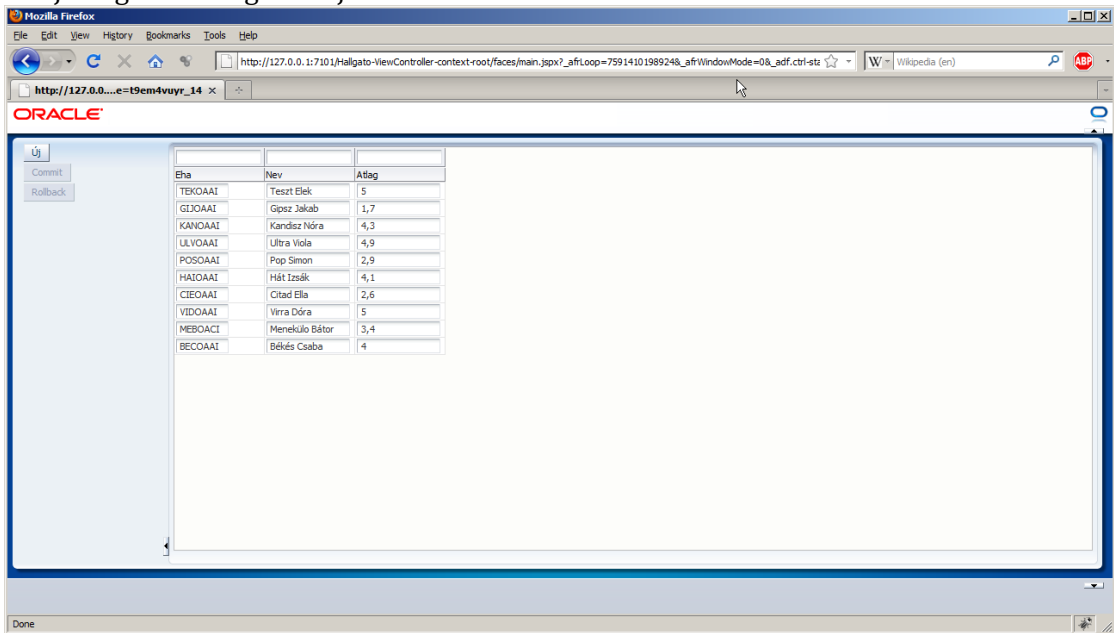 Mozilla Firefox
File Edit View History Bookmarks Tools Help
http://127.0.0.1:7101/Hallgato-ViewController-context-root/faces/main.jspx?_afrLoop=7591410198924&_afrWindowMode=0&_adf.ctrl-sta
W Wikipedia (en)
ABP
http://127.0.0....e=t9em4vuyr_14
ORACLE
Új
Commit
Rollback
Eha Nev Atlag
TEKOAAI Teszt Elek 5
GIJOAAI Gipsz Jakab 1,7
KANOAAI Kandisz Nóra 4,3
ULVOAAI Ultra Viola 4,9
POSOAAI Pop Simon 2,9
HAIOAAI Hát Izsák 4,1
CIEOAAI Citad Ella 2,6
VIDOAAI Virra Dóra 5
MEBOACI Menekülo Bátor 3,4
BECOAAI Békés Csaba 4
Done